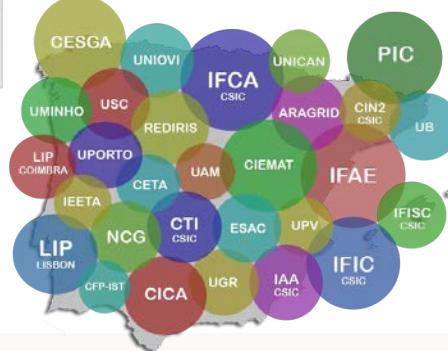 CESGA
UNIOVI
IFCA
CSIC
UNICAN
PIC
UMINHO
USC
REDIRIS
ARAGRID
CIN2
CSIC
UB
LIP
COIMBRA
UPORTO
CETA
UAM
CIEMAT
IFAE
IEETA
NCG
CTI
CSIC
ESAC
UPV
IFISC
CSIC
LIP
LISBON
CFP-IST
CICA
UGR
IAA
CSIC
IFIC
CSIC